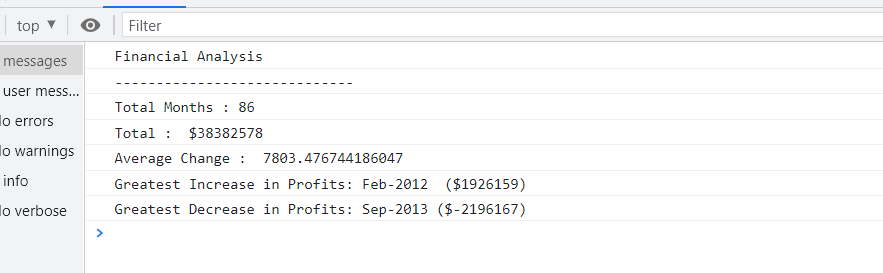 top ▼
Filter
messages
user mess...
lo errors
lo warnings
info
lo verbose
Financial Analysis
-----------------------------
Total Months : 86
Total :  $38382578
Average Change :  7803.476744186047
Greatest Increase in Profits: Feb-2012  ($1926159)
Greatest Decrease in Profits: Sep-2013 ($-2196167)
>